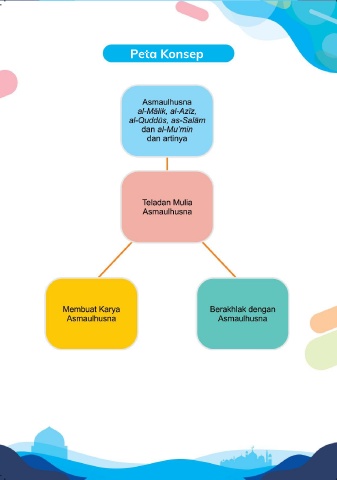 Peta Konsep
Asmaulhusna
al-Mālik, al-Azīz,
al-Quddūs, as-Salām
dan al-Mu'min
dan artinya
Teladan Mulia
Asmaulhusna
Membuat Karya
Asmaulhusna
Berakhlak dengan
Asmaulhusna